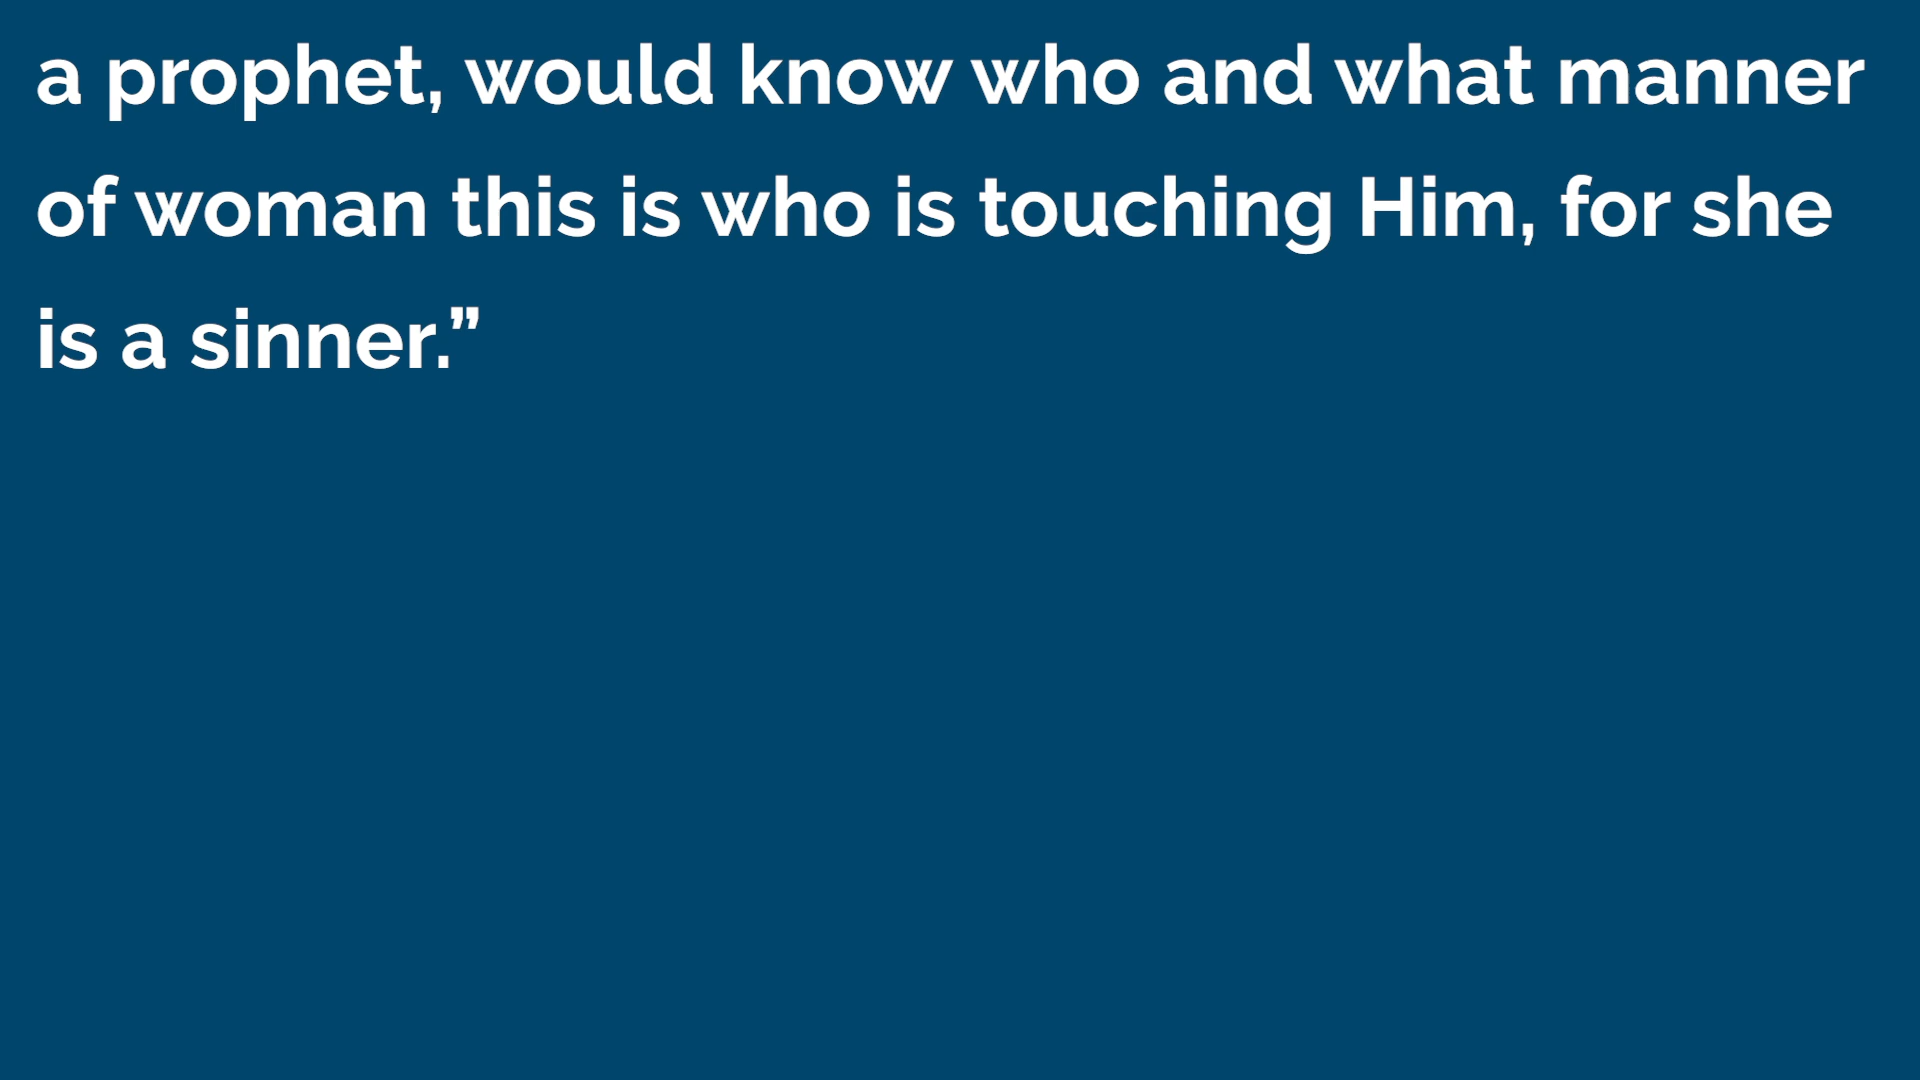 a prophet, would know who and what manner
of woman this is who is touching Him, for she
is a sinner.”